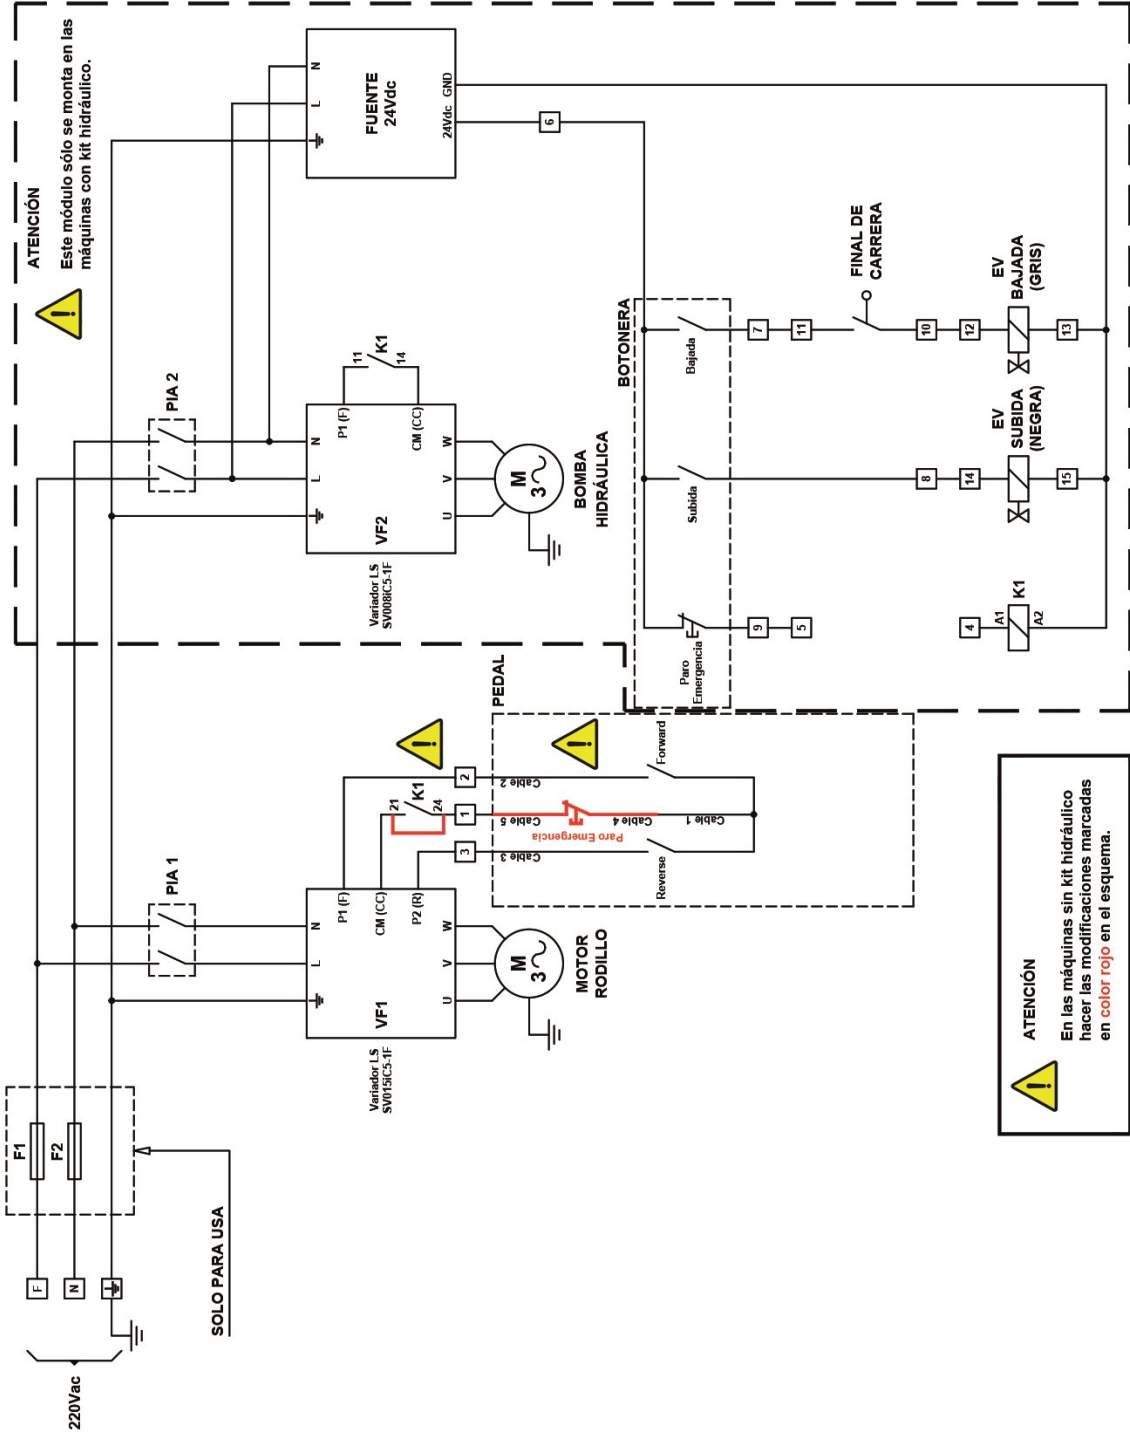 220Vac
F
N
F1
F2
SOLO PARA USA
PIA 1
L
N
VF1
Variador LS
SV015iC5-1F
P1 (F)
CM (CC)
P2 (R)
U
V
W
M
3
MOTOR
RODILLO
21
24
K1
3
1
2
PEDAL
Cable 3
Cable 5
Cable 2
Paro Emergencia
Cable 4
Cable 1
Reverse
Forward
ATENCIÓN
En las máquinas sin kit hidráulico
hacer las modificaciones marcadas
en color rojo en el esquema.
ATENCIÓN
Este módulo sólo se monta en las
máquinas con kit hidráulico.
PIA 2
L
N
VF2
Variador LS
SV008iC5-1F
P1 (F)
CM (CC)
11
14
K1
U
V
W
M
3
BOMBA
HIDRÁULICA
L
N
FUENTE
24Vdc
24Vdc
GND
6
BOTONERA
Paro
Emergencia
Subida
Bajada
9
5
7
11
FINAL DE
CARRERA
4
8
14
10
12
A1
A2
K1
EV
SUBIDA
(NEGRA)
EV
BAJADA
(GRIS)
15
13